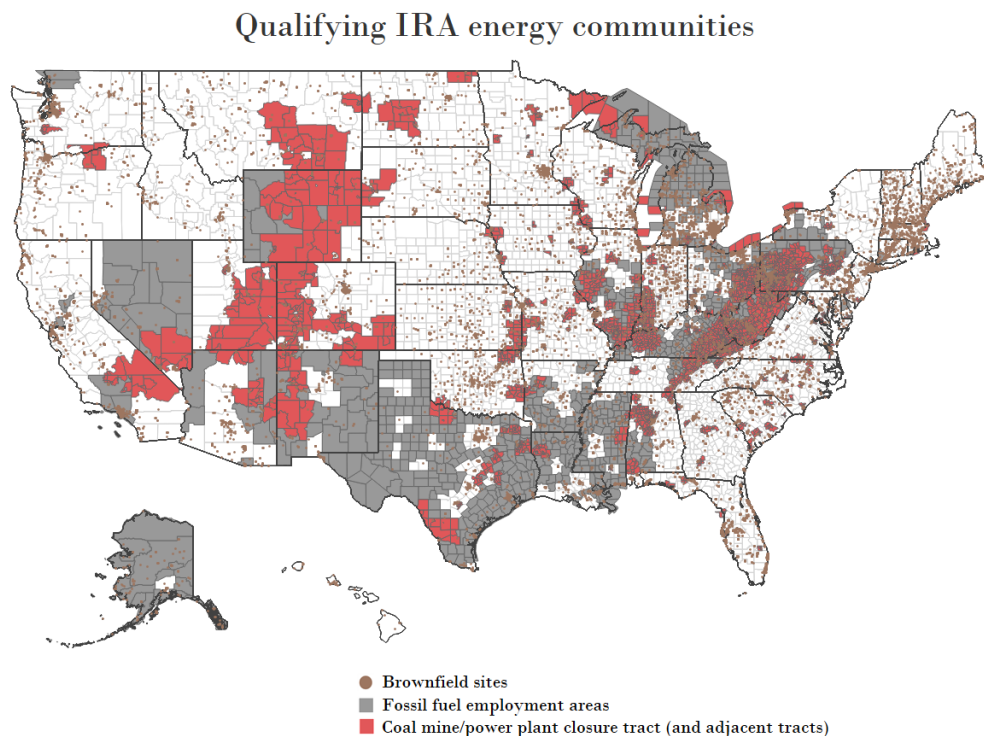 Qualifying IRA energy communities
Brownfield sites
Fossil fuel employment areas
Coal mine/power plant closure tract (and adjacent tracts)